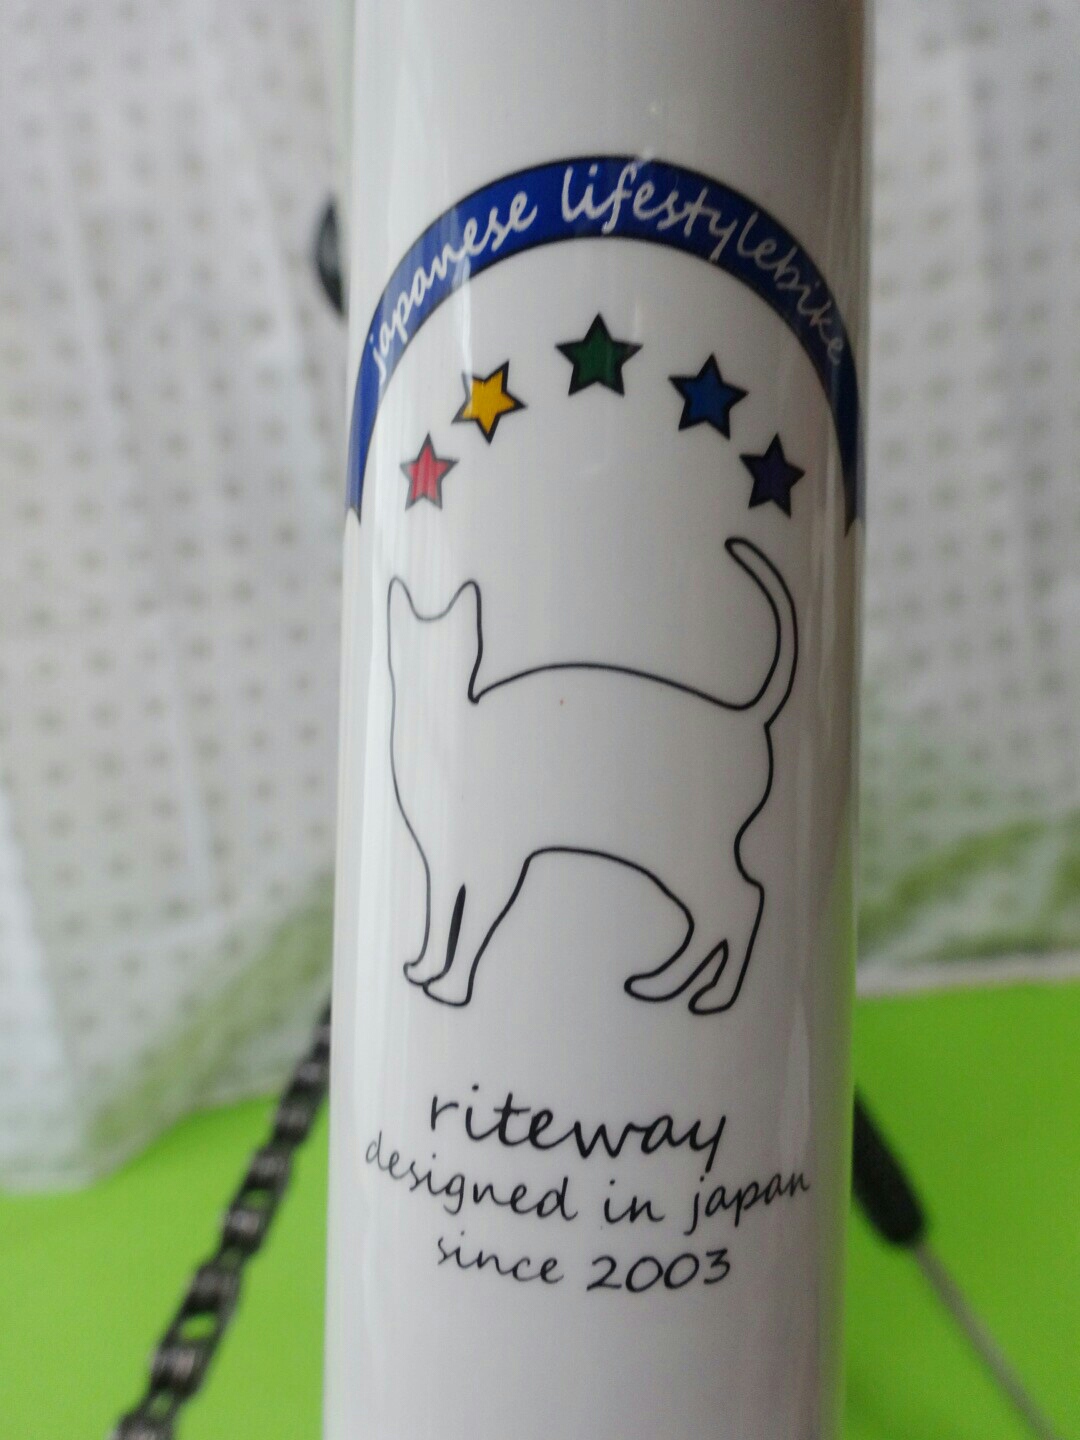 japanese lifestylebike
riteway
designed in japan
since 2003